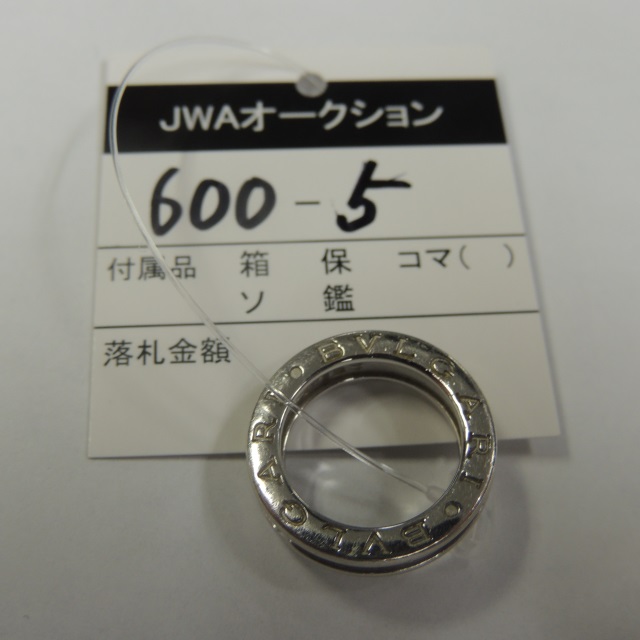 JWAオークション
600-5
付属品 箱 保 コマ( )
ソ 鑑
落札金額
BVLGARI BVLGARI